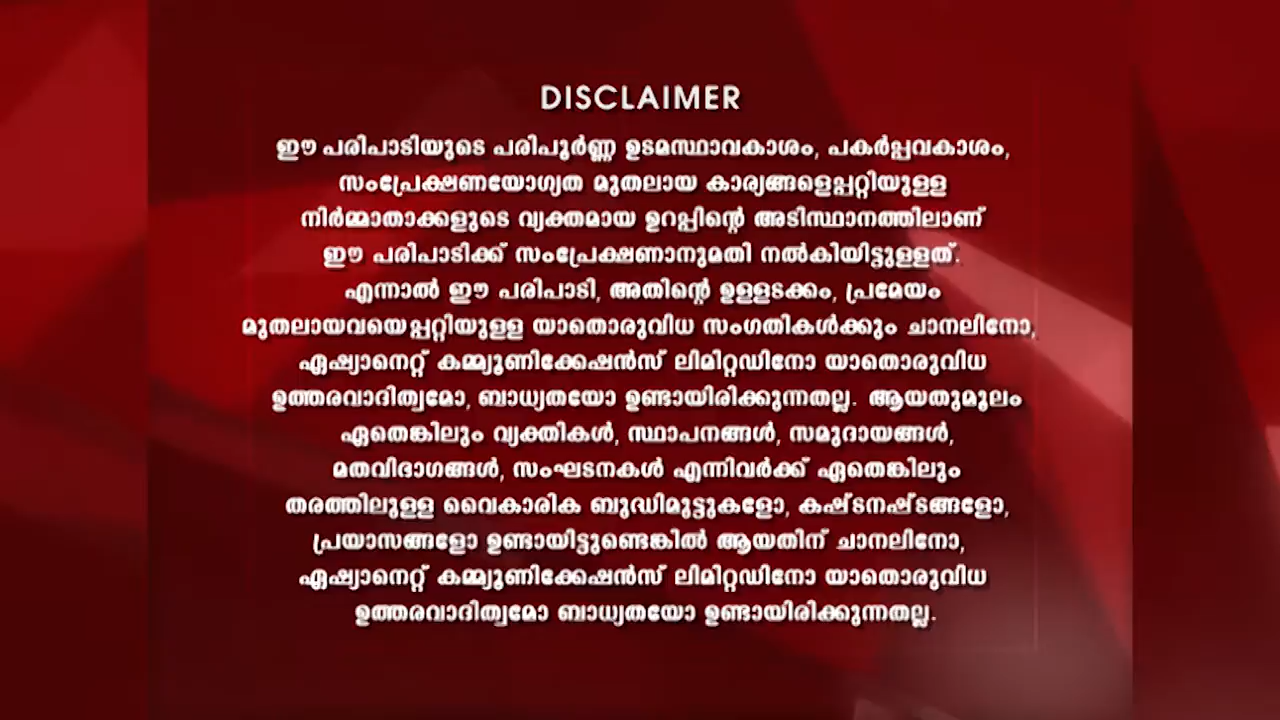 DISCLAIMER
ഈ പരിപാടിയുടെ പരിപൂർണ്ണ ഉടമസ്ഥാവകാശം, പകർപ്പവകാശം,
സംപ്രേക്ഷണയോഗ്യത മുതലായ കാര്യങ്ങളെപ്പറ്റിയുള്ള
നിർമ്മാതാക്കളുടെ വ്യക്തമായ ഉറപ്പിന്റെ അടിസ്ഥാനത്തിലാണ്
ഈ പരിപാടിക്ക് സംപ്രേക്ഷണാനുമതി നൽകിയിട്ടുള്ളത്.
എന്നാൽ ഈ പരിപാടി, അതിന്റെ ഉള്ളടക്കം, പ്രമേയം
മുതലായവയെപ്പറ്റിയുള്ള യാതൊരുവിധ സംഗതികൾക്കും ചാനലിനോ,
ഏഷ്യാനെറ്റ് കമ്മ്യൂണിക്കേഷൻസ് ലിമിറ്റഡിനോ യാതൊരുവിധ
ഉത്തരവാദിത്വമോ, ബാധ്യതയോ ഉണ്ടായിരിക്കുന്നതല്ല. ആയതുമൂലം
ഏതെങ്കിലും വ്യക്തികൾ, സ്ഥാപനങ്ങൾ, സമുദായങ്ങൾ,
മതവിഭാഗങ്ങൾ, സംഘടനകൾ എന്നിവർക്ക് ഏതെങ്കിലും
തരത്തിലുള്ള വൈകാരിക ബുദ്ധിമുട്ടുകളോ, കഷ്ടനഷ്ടങ്ങളോ,
പ്രയാസങ്ങളോ ഉണ്ടായിട്ടുണ്ടെങ്കിൽ ആയതിന് ചാനലിനോ,
ഏഷ്യാനെറ്റ് കമ്മ്യൂണിക്കേഷൻസ് ലിമിറ്റഡിനോ യാതൊരുവിധ
ഉത്തരവാദിത്വമോ ബാധ്യതയോ ഉണ്ടായിരിക്കുന്നതല്ല.